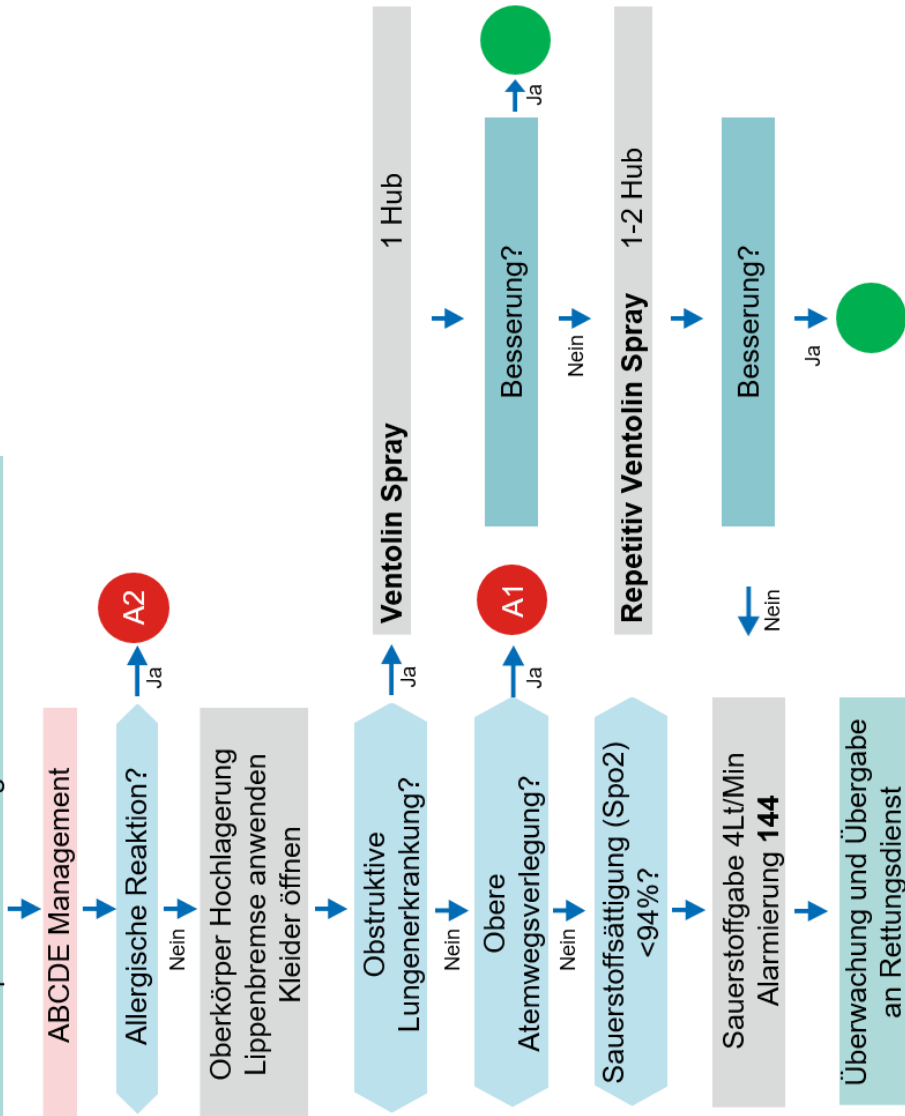 ABCDE Management
Allergische Reaktion?
Ja
A2
Nein
Oberkörper Hochlagerung
Lippenbremse anwenden
Kleider öffnen
Obstruktive
Lungenerkrankung?
Ja
Ventolin Spray 1 Hub
Nein
Obere
Atemwegsverlegung?
Ja
A1
Besserung?
Ja
Nein
Nein
Sauerstoffsättigung (Spo2)
<94%?
Repetitiv Ventolin Spray 1-2 Hub
Sauerstoffgabe 4Lt/Min
Alarmierung 144
Nein
Besserung?
Ja
Überwachung und Übergabe
an Rettungsdienst